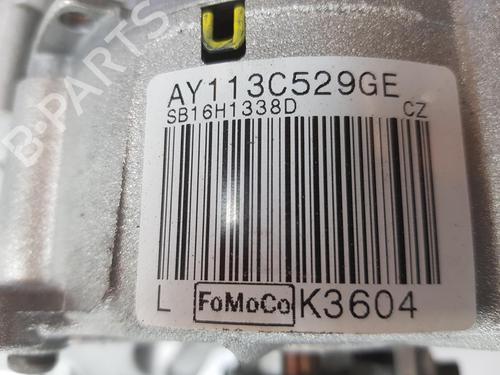 AY113C529GE
SB16H1338D CZ
L FoMoCo K3604
B-PARTS